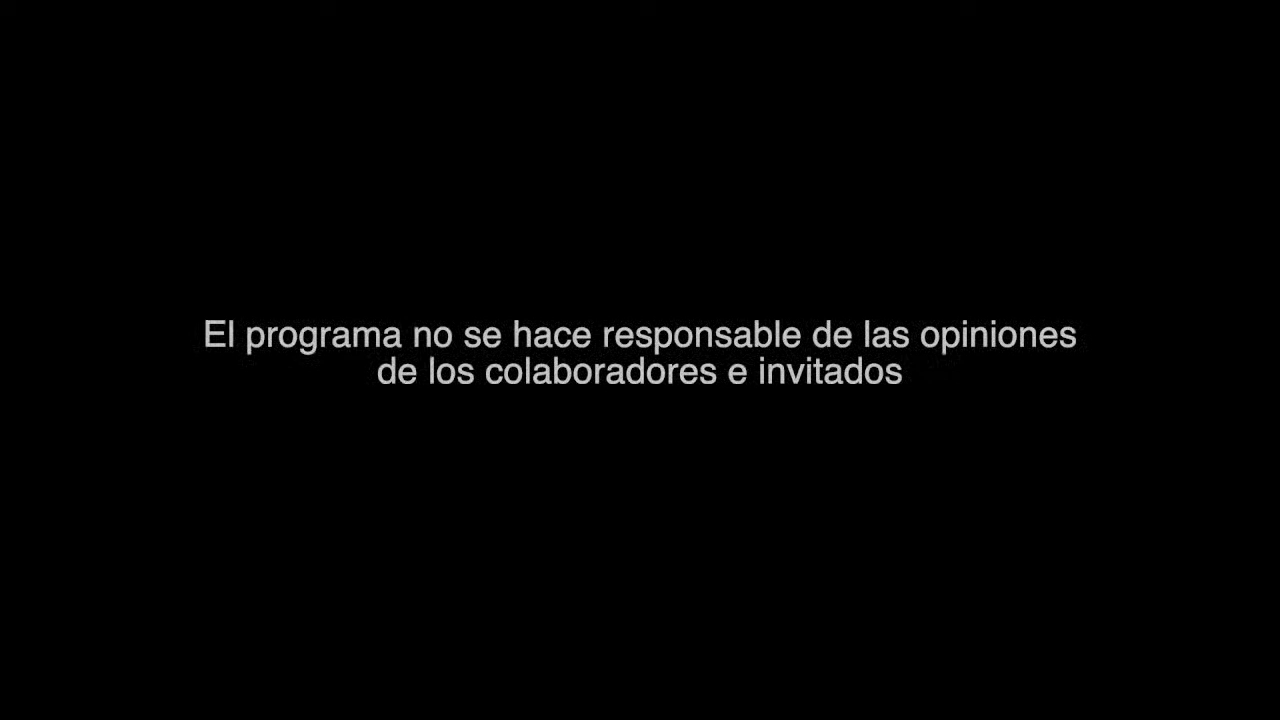 El programa no se hace responsable de las opiniones
de los colaboradores e invitados